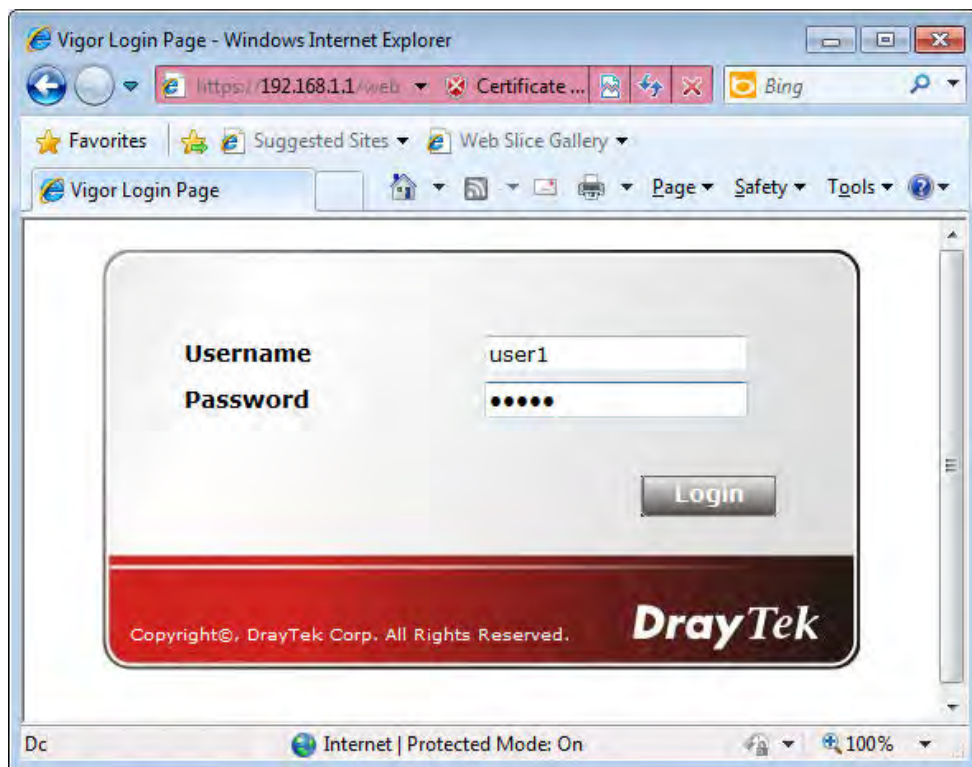 Vigor Login Page - Windows Internet Explorer
https://192.168.1.1/web Certificate ... Bing
Favorites Suggested Sites Web Slice Gallery
Vigor Login Page Page Safety Tools
Username user1
Password •••••
Login
Copyright©, DrayTek Corp. All Rights Reserved. DrayTek
Dc Internet | Protected Mode: On 100%